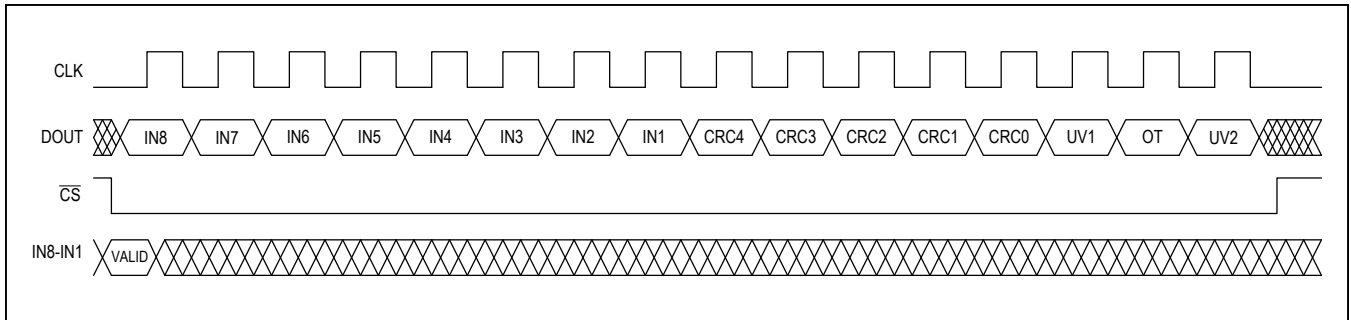 CLK
DOUT IN8 IN7 IN6 IN5 IN4 IN3 IN2 IN1 CRC4 CRC3 CRC2 CRC1 CRC0 UV1 OT UV2
CS
IN8-IN1 VALID